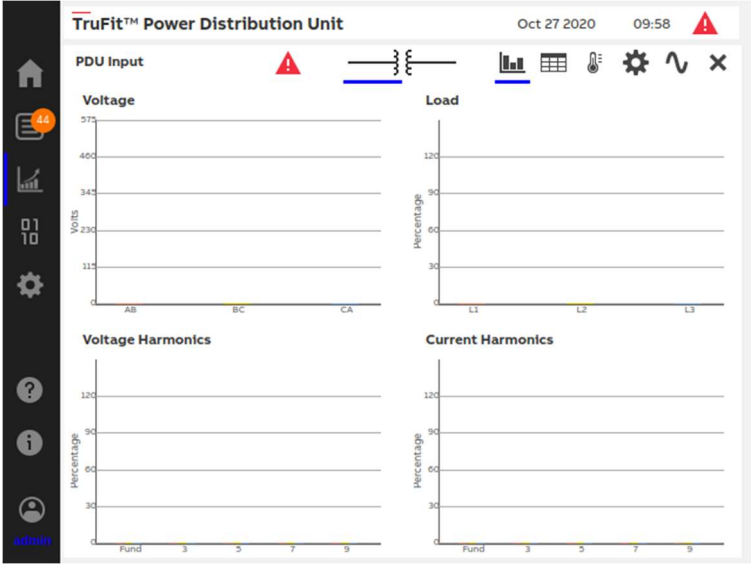 TruFit™ Power Distribution Unit
Oct 27 2020
09:58
PDU Input
44
01
10
admin
Voltage
575
460
345
230
115
0
Volts
AB
BC
CA
Load
120
90
60
30
0
Percentage
L1
L2
L3
Voltage Harmonics
120
90
60
30
0
Percentage
Fund
3
5
7
9
Current Harmonics
120
90
60
30
0
Percentage
Fund
3
5
7
9